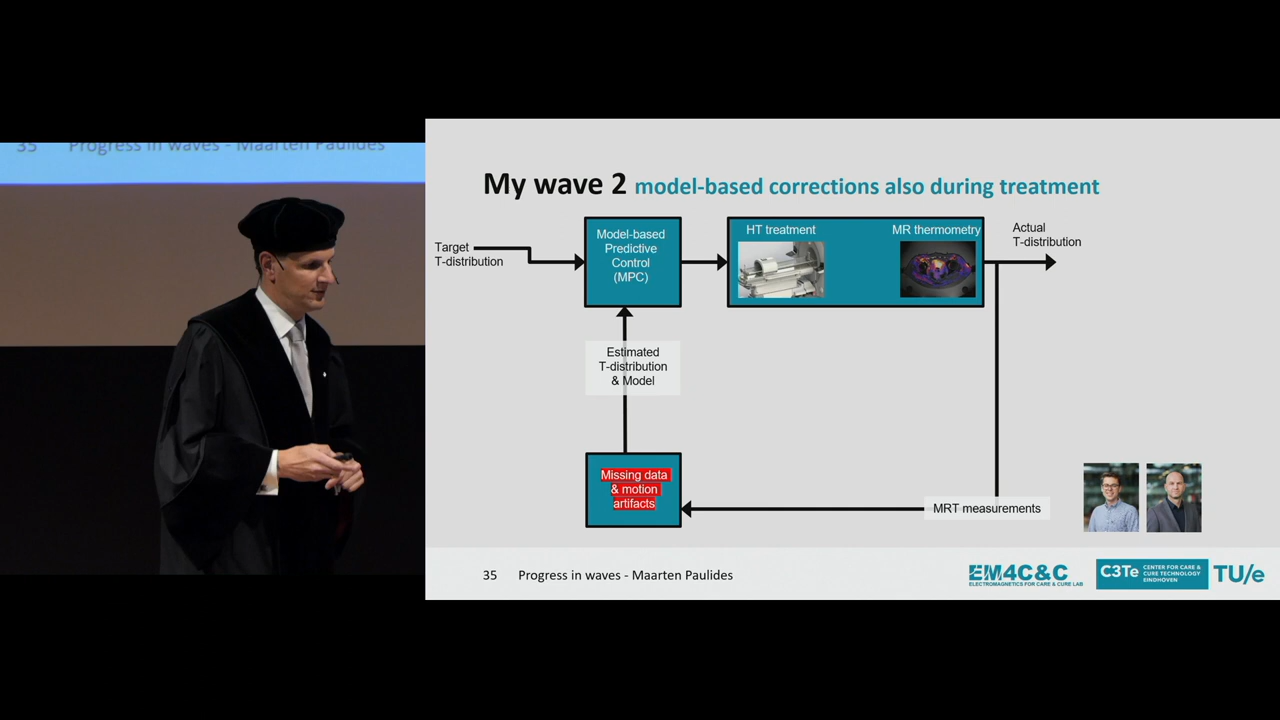 35 Progress in waves - Maarten Paulides
My wave 2 model-based corrections also during treatment
Target
T-distribution
Model-based
Predictive
Control
(MPC)
HT treatment
MR thermometry
Actual
T-distribution
Estimated
T-distribution
& Model
Missing data
& motion
artifacts
MRT measurements
35 Progress in waves - Maarten Paulides
EM4C&C
ELECTROMAGNETICS FOR CARE & CURE LAB
C3Te
CENTER FOR CARE &
CURE TECHNOLOGY
EINDHOVEN
TU/e